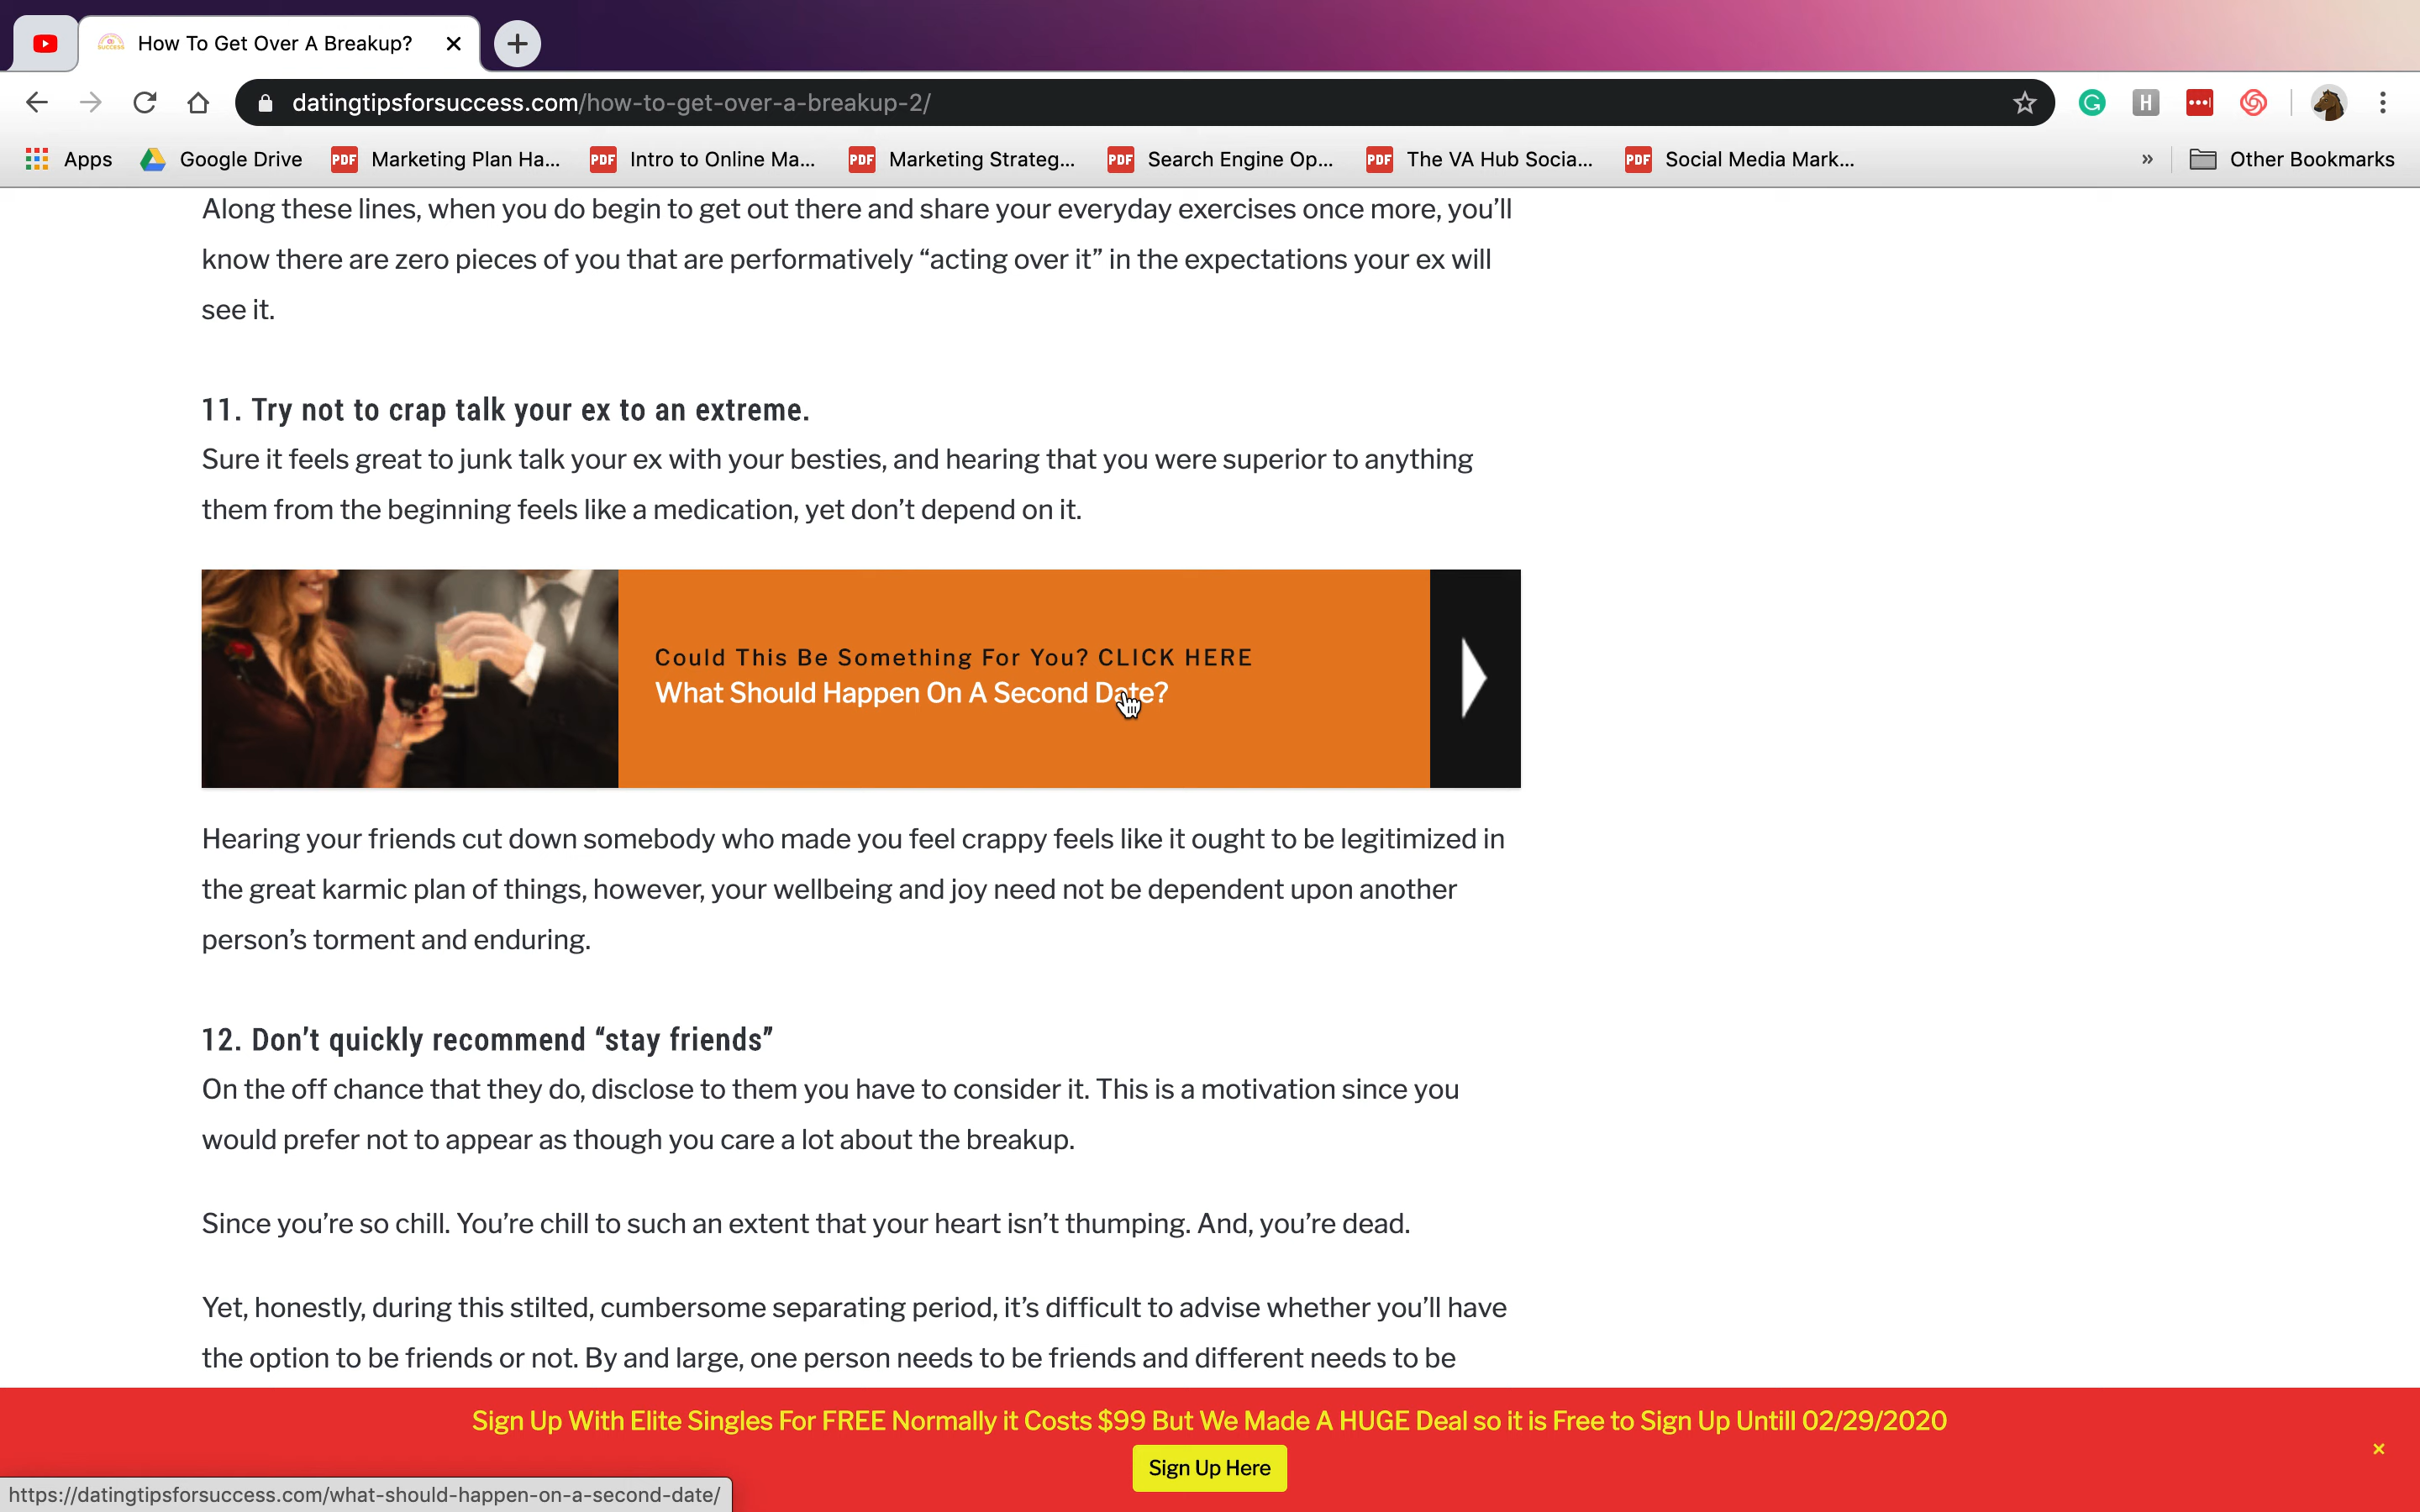 How To Get Over A Breakup?
datingtipsforsuccess.com/how-to-get-over-a-breakup-2/
Apps
Google Drive
PDF Marketing Plan Ha...
PDF Intro to Online Ma...
PDF Marketing Strateg...
PDF Search Engine Op...
PDF The VA Hub Socia...
PDF Social Media Mark...
»
Other Bookmarks
Along these lines, when you do begin to get out there and share your everyday exercises once more, you’ll
know there are zero pieces of you that are performatively “acting over it” in the expectations your ex will
see it.
11. Try not to crap talk your ex to an extreme.
Sure it feels great to junk talk your ex with your besties, and hearing that you were superior to anything
them from the beginning feels like a medication, yet don’t depend on it.
Could This Be Something For You? CLICK HERE
What Should Happen On A Second Date?
Hearing your friends cut down somebody who made you feel crappy feels like it ought to be legitimized in
the great karmic plan of things, however, your wellbeing and joy need not be dependent upon another
person’s torment and enduring.
12. Don’t quickly recommend “stay friends”
On the off chance that they do, disclose to them you have to consider it. This is a motivation since you
would prefer not to appear as though you care a lot about the breakup.
Since you’re so chill. You’re chill to such an extent that your heart isn’t thumping. And, you’re dead.
Yet, honestly, during this stilted, cumbersome separating period, it’s difficult to advise whether you’ll have
the option to be friends or not. By and large, one person needs to be friends and different needs to be
Sign Up With Elite Singles For FREE Normally it Costs $99 But We Made A HUGE Deal so it is Free to Sign Up Untill 02/29/2020
Sign Up Here
https://datingtipsforsuccess.com/what-should-happen-on-a-second-date/